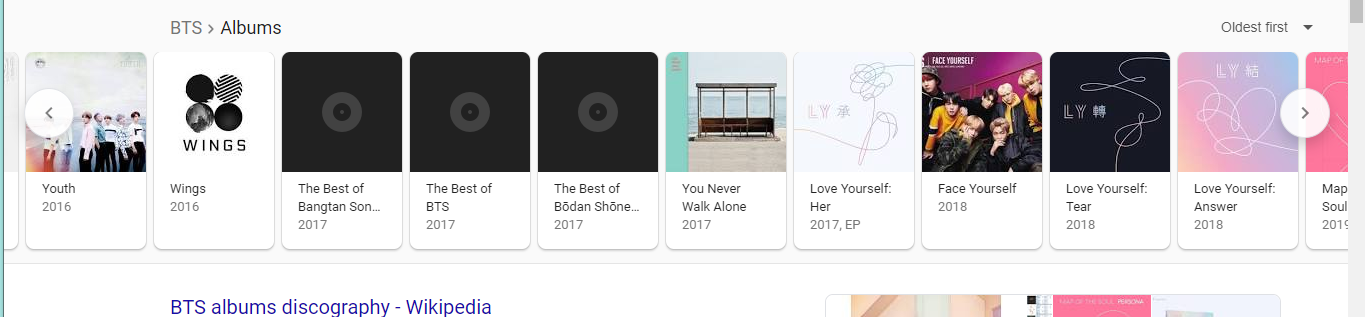 BTS > Albums
Oldest first
Youth
2016
WINGS
Wings
2016
The Best of
Bangtan Son...
2017
The Best of
BTS
2017
The Best of
Bōdan Shōne...
2017
You Never
Walk Alone
2017
LY 承
Love Yourself:
Her
2017, EP
FACE YOURSELF
Face Yourself
2018
LY 轉
Love Yourself:
Tear
2018
LY 結
Love Yourself:
Answer
2018
MAP OF THE
Map
Soul
2019
BTS albums discography - Wikipedia
MAP OF THE SOUL : PERSONA